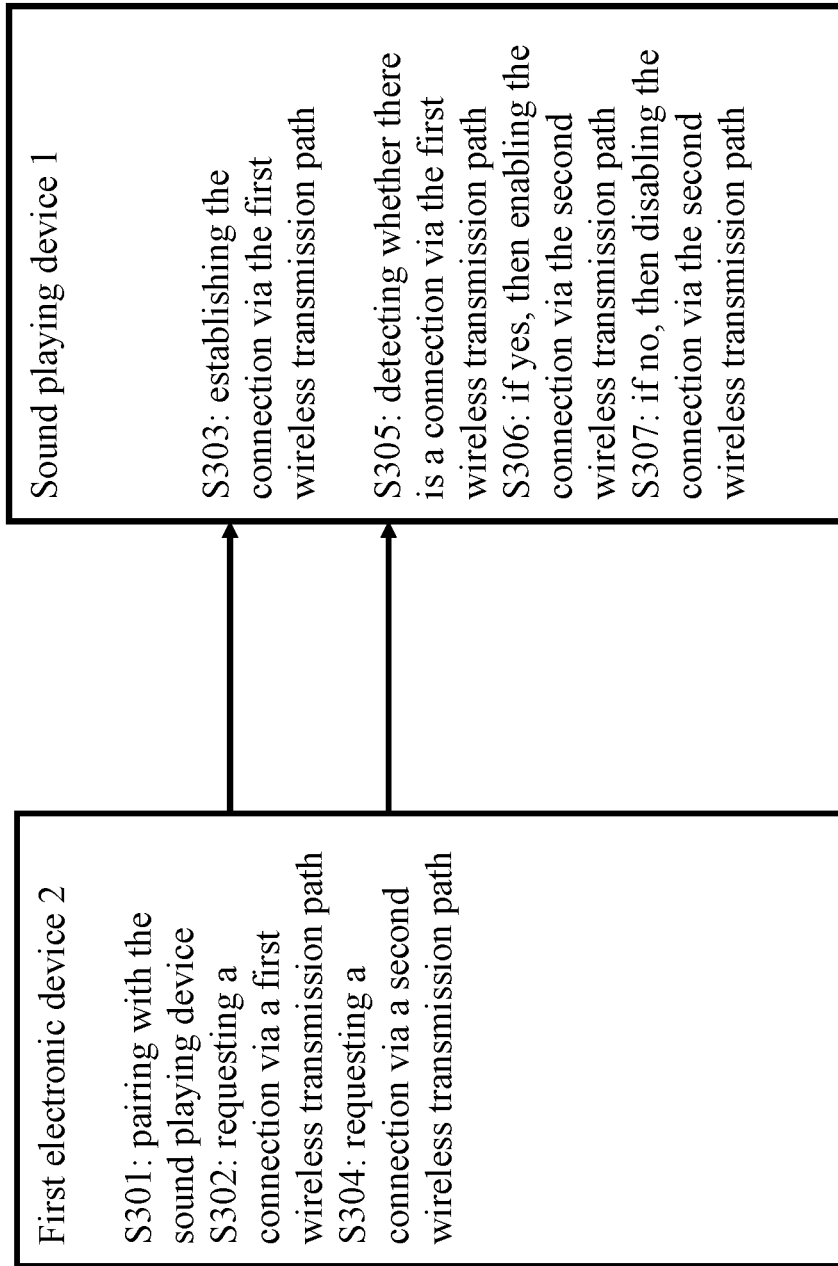 First electronic device 2
S301: pairing with the
sound playing device
S302: requesting a
connection via a first
wireless transmission path
S304: requesting a
connection via a second
wireless transmission path
Sound playing device 1
S303: establishing the
connection via the first
wireless transmission path
S305: detecting whether there
is a connection via the first
wireless transmission path
S306: if yes, then enabling the
connection via the second
wireless transmission path
S307: if no, then disabling the
connection via the second
wireless transmission path